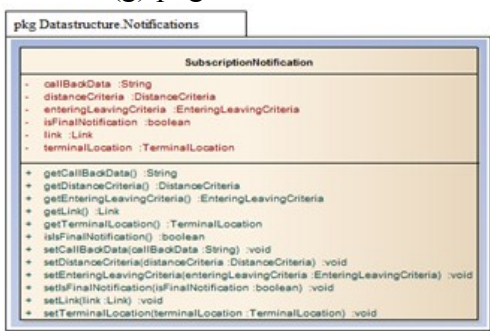 pkg Datastructure.Notifications
SubscriptionNotification
- callBackData :String
- distanceCriteria :DistanceCriteria
- enteringLeavingCriteria :EnteringLeavingCriteria
- isFinalNotification :boolean
- link :Link
- terminalLocation :TerminalLocation
+ getCallBackData() :String
+ getDistanceCriteria() :DistanceCriteria
+ getEnteringLeavingCriteria() :EnteringLeavingCriteria
+ getLink() :Link
+ getTerminalLocation() :TerminalLocation
+ isIsFinalNotification() :boolean
+ setCallBackData(callBackData :String) :void
+ setDistanceCriteria(distanceCriteria :DistanceCriteria) :void
+ setEnteringLeavingCriteria(enteringLeavingCriteria :EnteringLeavingCriteria) :void
+ setIsFinalNotification(isFinalNotification :boolean) :void
+ setLink(link :Link) :void
+ setTerminalLocation(terminalLocation :TerminalLocation) :void